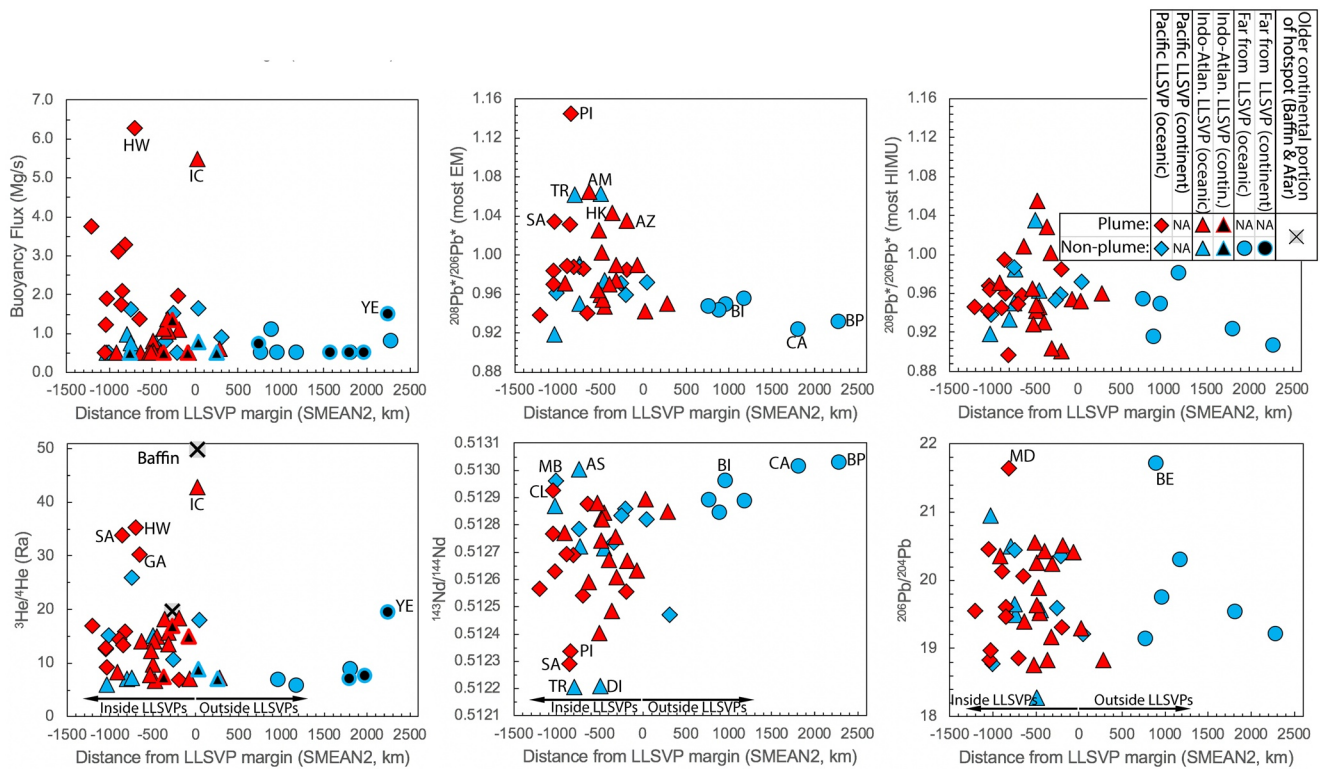 Older continental portion
of hotspot (Baffin & Afar)
Far from LLSVP (continent)
Far from LLSVP (oceanic)
Indo-Atlan. LLSVP (contin.)
Indo-Atlan. LLSVP (oceanic)
Pacific LLSVP (continent)
Pacific LLSVP (oceanic)
Plume: NA NA NA
Non-plume: NA
Buoyancy Flux (Mg/s)
7.0
6.0
5.0
4.0
3.0
2.0
1.0
0.0
HW
IC
YE
-1500 -1000 -500 0 500 1000 1500 2000 2500
Distance from LLSVP margin (SMEAN2, km)
208Pb*/206Pb* (most EM)
1.16
1.12
1.08
1.04
1.00
0.96
0.92
0.88
PI
TR
AM
SA
HK
AZ
BI
CA
BP
-1500 -1000 -500 0 500 1000 1500 2000 2500
Distance from LLSVP margin (SMEAN2, km)
208Pb*/206Pb* (most HIMU)
1.16
1.12
1.08
1.04
1.00
0.96
0.92
0.88
-1500 -1000 -500 0 500 1000 1500 2000 2500
Distance from LLSVP margin (SMEAN2, km)
3He/4He (Ra)
50
40
30
20
10
0
Baffin
IC
SA
HW
GA
YE
Inside LLSVPs Outside LLSVPs
-1500 -1000 -500 0 500 1000 1500 2000 2500
Distance from LLSVP margin (SMEAN2, km)
143Nd/144Nd
0.5131
0.5130
0.5129
0.5128
0.5127
0.5126
0.5125
0.5124
0.5123
0.5122
0.5121
MB
AS
CL
BI
CA
BP
PI
SA
TR
DI
Inside LLSVPs Outside LLSVPs
-1500 -1000 -500 0 500 1000 1500 2000 2500
Distance from LLSVP margin (SMEAN2, km)
206Pb/204Pb
22
21
20
19
18
MD
BE
Inside LLSVPs Outside LLSVPs
-1500 -1000 -500 0 500 1000 1500 2000 2500
Distance from LLSVP margin (SMEAN2, km)